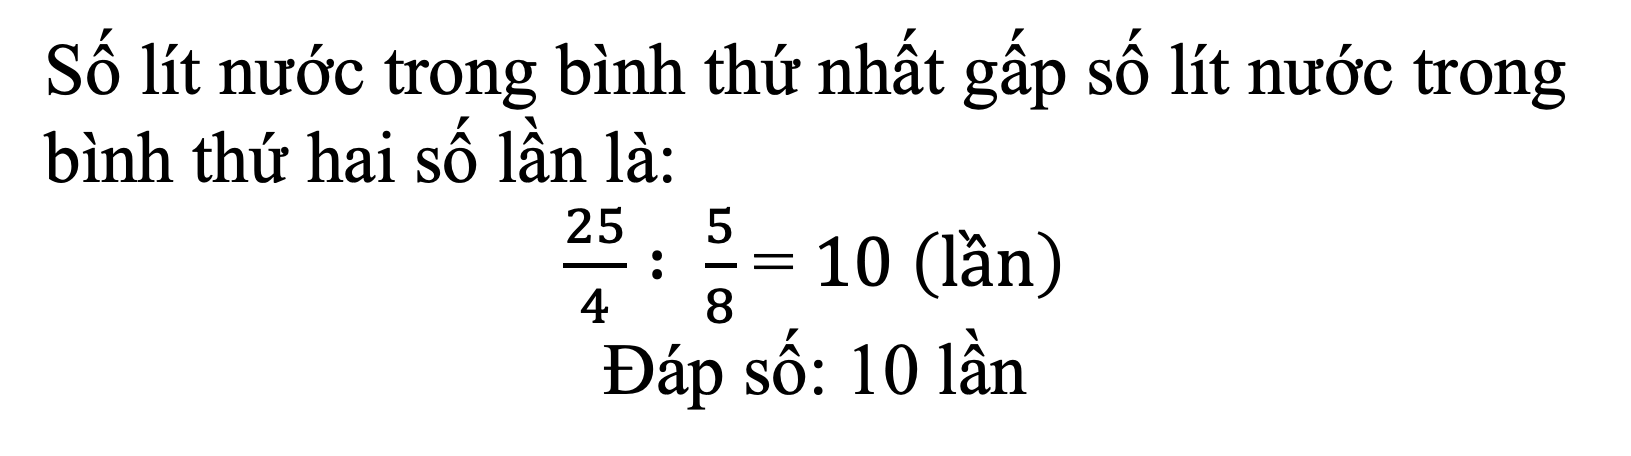 Số lít nước trong bình thứ nhất gấp số lít nước trong
bình thứ hai số lần là:
25/4 : 5/8 = 10 (lần)
Đáp số: 10 lần